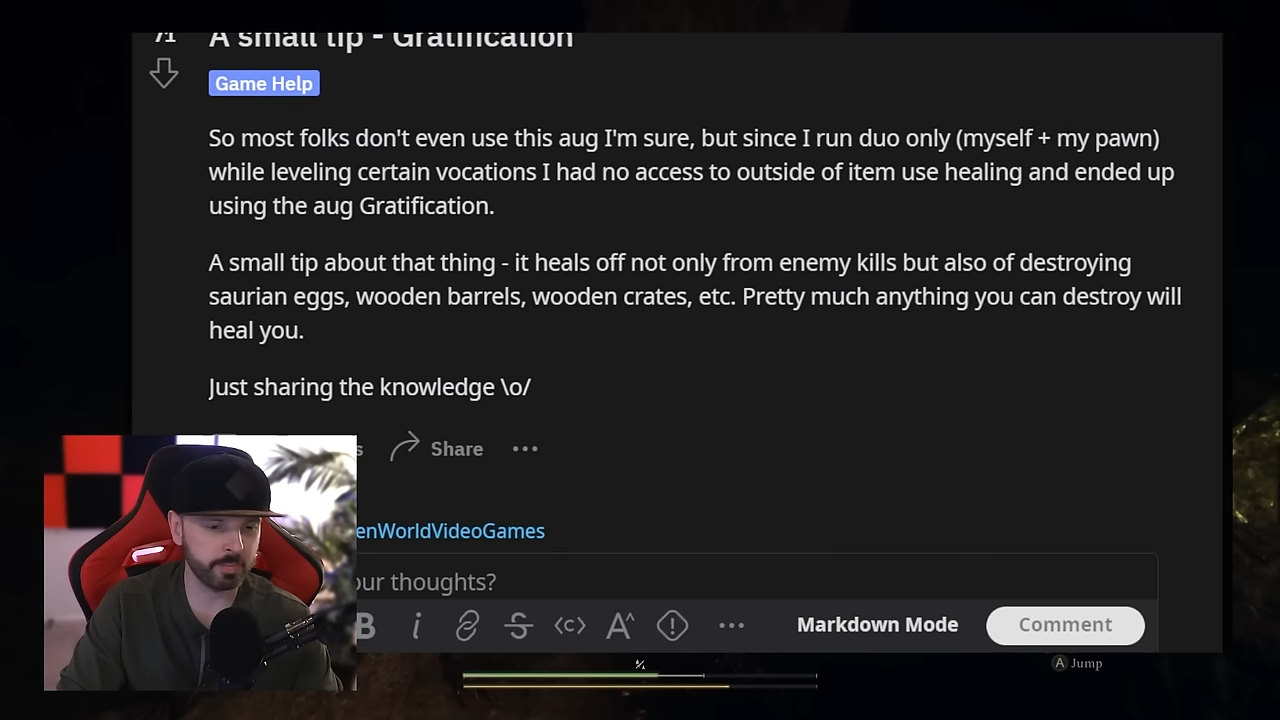 71
A small tip - Gratification
Game Help
So most folks don't even use this aug I'm sure, but since I run duo only (myself + my pawn)
while leveling certain vocations I had no access to outside of item use healing and ended up
using the aug Gratification.
A small tip about that thing - it heals off not only from enemy kills but also of destroying
saurian eggs, wooden barrels, wooden crates, etc. Pretty much anything you can destroy will
heal you.
Just sharing the knowledge \o/
Share
enWorldVideoGames
our thoughts?
B i A^
Markdown Mode
Comment
A Jump